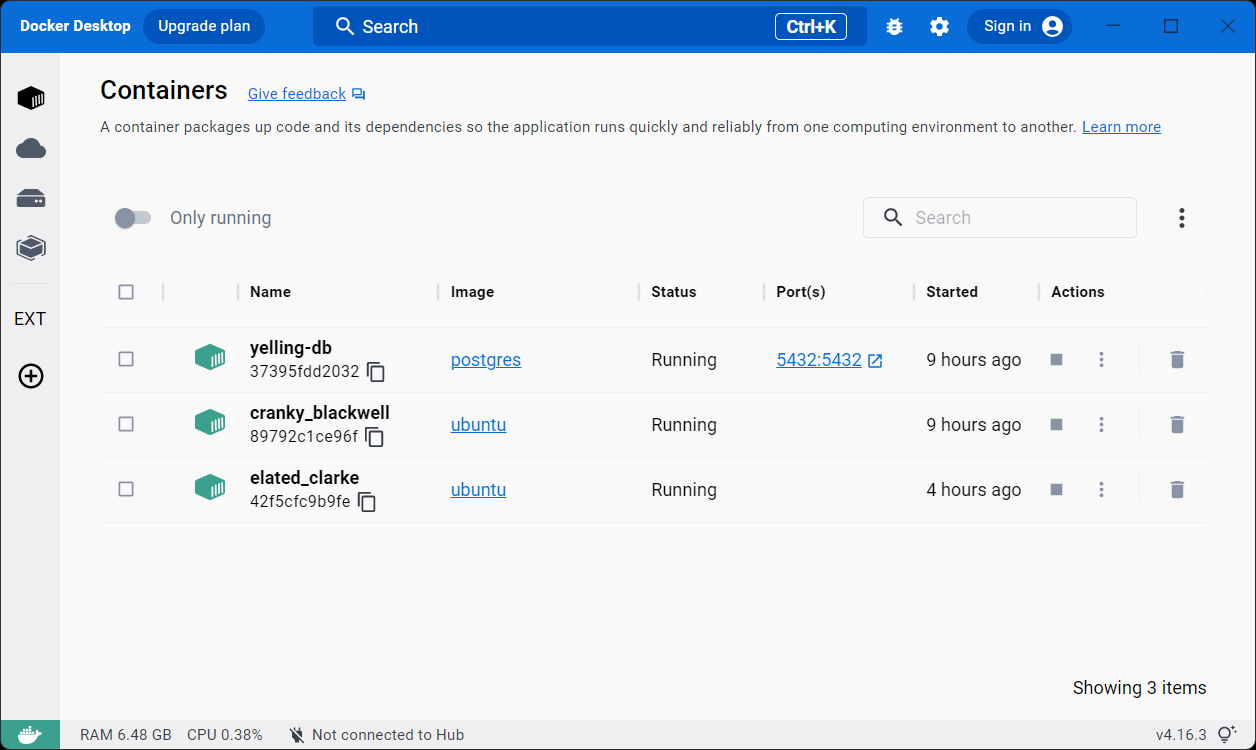 Docker Desktop Upgrade plan Search Ctrl+K Sign in
Containers Give feedback
A container packages up code and its dependencies so the application runs quickly and reliably from one computing environment to another. Learn more
Only running Search
Name Image Status Port(s) Started Actions
yelling-db
37395fdd2032 postgres Running 5432:5432 9 hours ago
cranky_blackwell
89792c1ce96f ubuntu Running 9 hours ago
elated_clarke
42f5cfc9b9fe ubuntu Running 4 hours ago
EXT
Showing 3 items
RAM 6.48 GB CPU 0.38% Not connected to Hub v4.16.3